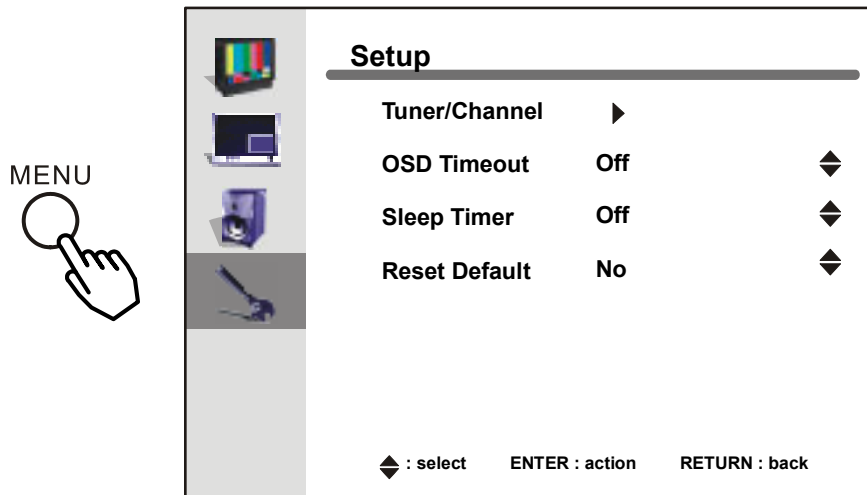 MENU
Setup
Tuner/Channel
OSD Timeout Off
Sleep Timer Off
Reset Default No
: select ENTER : action RETURN : back